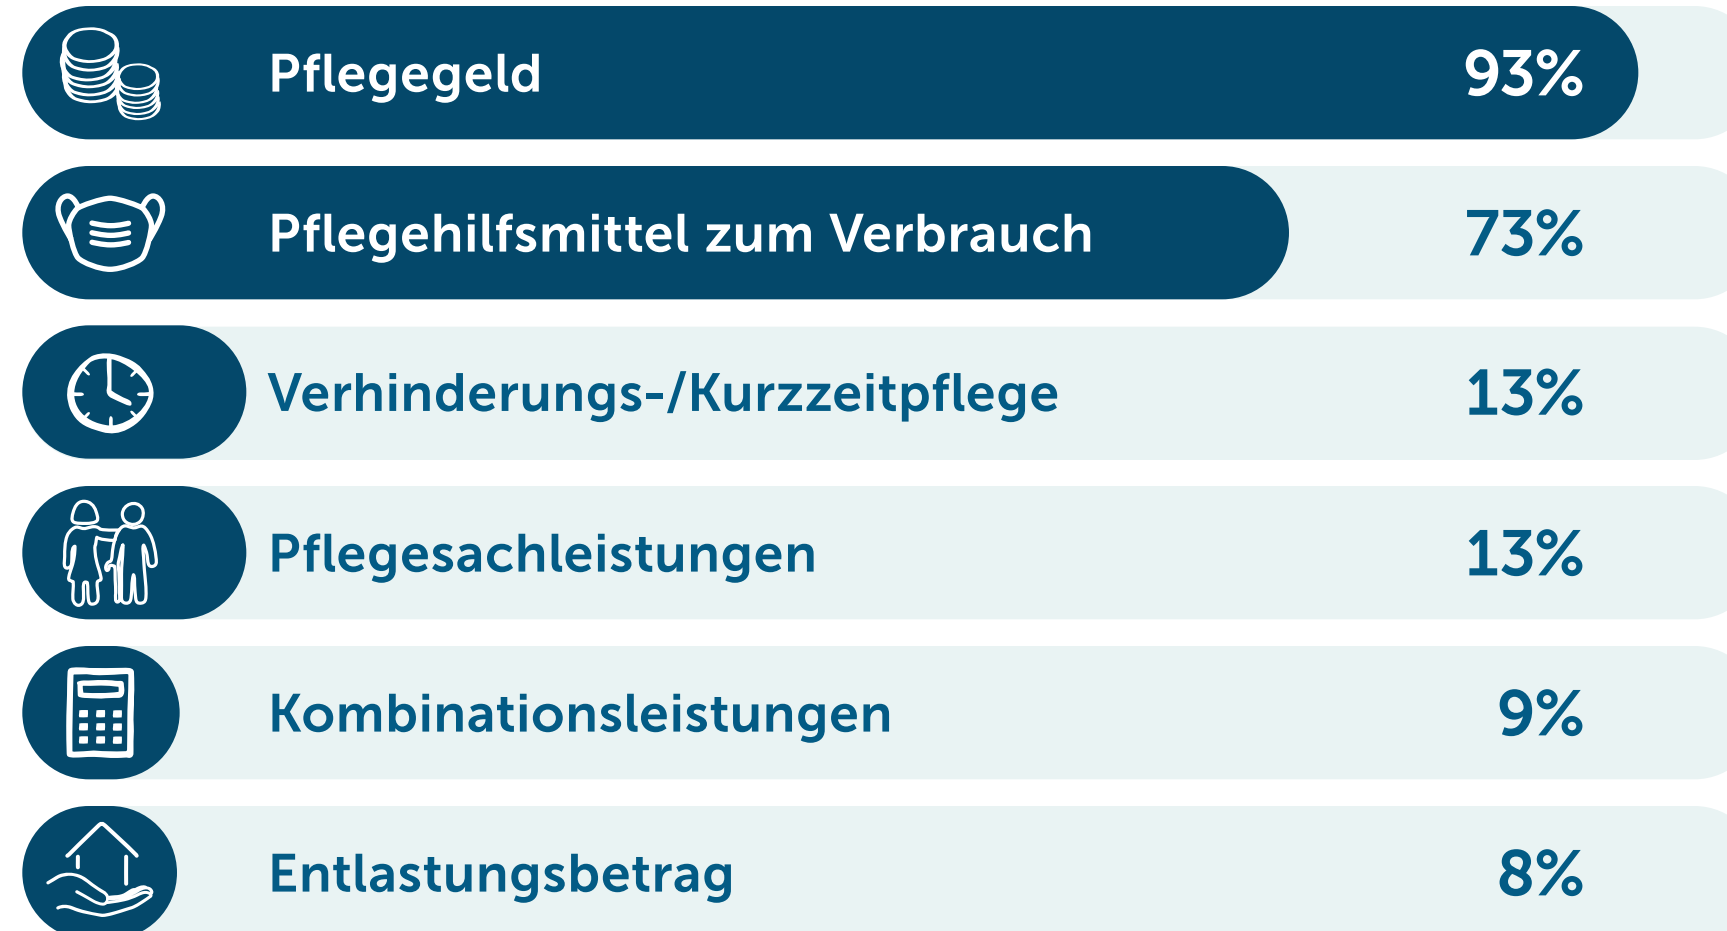 Pflegegeld 93%
Pflegehilfsmittel zum Verbrauch 73%
Verhinderungs-/Kurzzeitpflege 13%
Pflegesachleistungen 13%
Kombinationsleistungen 9%
Entlastungsbetrag 8%